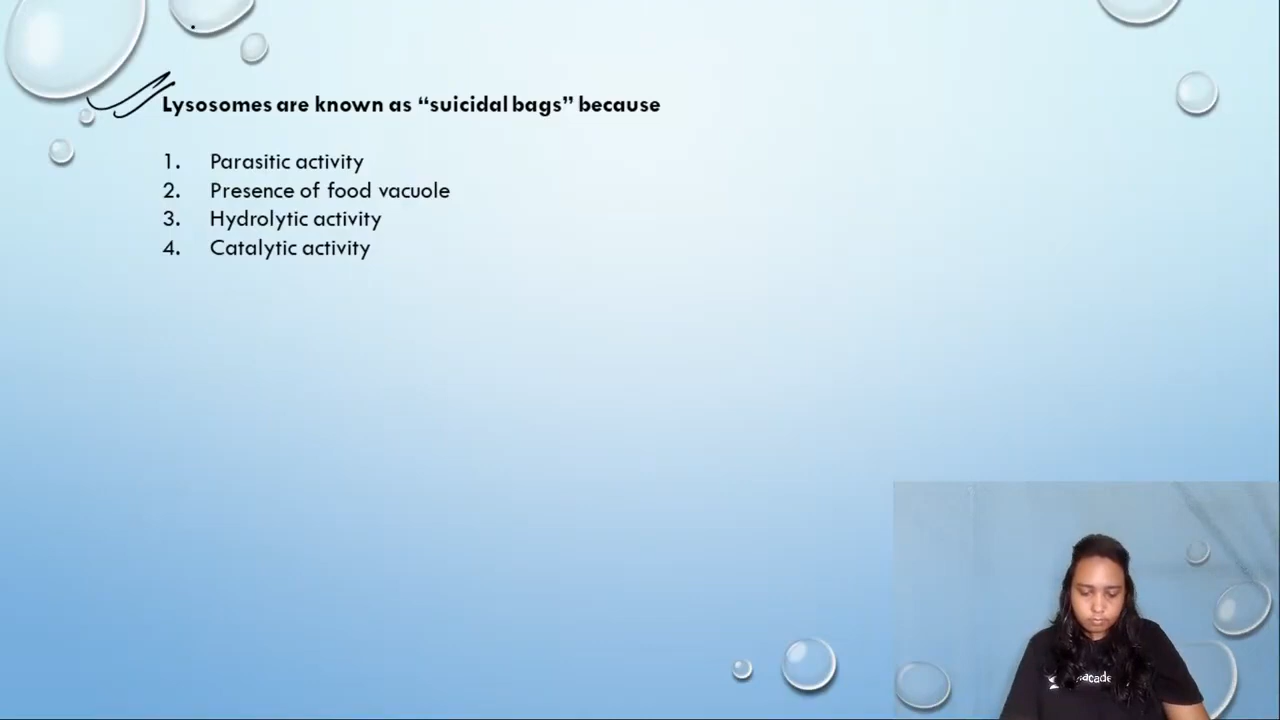 Lysosomes are known as “suicidal bags” because
1. Parasitic activity
2. Presence of food vacuole
3. Hydrolytic activity
4. Catalytic activity